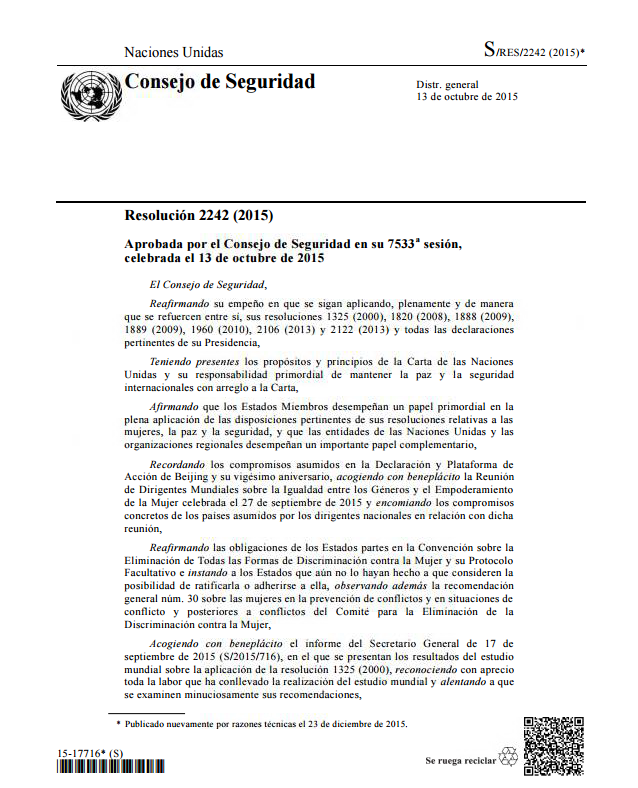 Naciones Unidas S/RES/2242 (2015)*
Consejo de Seguridad
Distr. general
13 de octubre de 2015
Resolución 2242 (2015)
Aprobada por el Consejo de Seguridad en su 7533ª sesión,
celebrada el 13 de octubre de 2015
El Consejo de Seguridad,
Reafirmando su empeño en que se sigan aplicando, plenamente y de manera
que se refuercen entre sí, sus resoluciones 1325 (2000), 1820 (2008), 1888 (2009),
1889 (2009), 1960 (2010), 2106 (2013) y 2122 (2013) y todas las declaraciones
pertinentes de su Presidencia,
Teniendo presentes los propósitos y principios de la Carta de las Naciones
Unidas y su responsabilidad primordial de mantener la paz y la seguridad
internacionales con arreglo a la Carta,
Afirmando que los Estados Miembros desempeñan un papel primordial en la
plena aplicación de las disposiciones pertinentes de sus resoluciones relativas a las
mujeres, la paz y la seguridad, y que las entidades de las Naciones Unidas y las
organizaciones regionales desempeñan un importante papel complementario,
Recordando los compromisos asumidos en la Declaración y Plataforma de
Acción de Beijing y su vigésimo aniversario, acogiendo con beneplácito la Reunión
de Dirigentes Mundiales sobre la Igualdad entre los Géneros y el Empoderamiento
de la Mujer celebrada el 27 de septiembre de 2015 y encomiando los compromisos
concretos de los países asumidos por los dirigentes nacionales en relación con dicha
reunión,
Reafirmando las obligaciones de los Estados partes en la Convención sobre la
Eliminación de Todas las Formas de Discriminación contra la Mujer y su Protocolo
Facultativo e instando a los Estados que aún no lo hayan hecho a que consideren la
posibilidad de ratificarla o adherirse a ella, observando además la recomendación
general núm. 30 sobre las mujeres en la prevención de conflictos y en situaciones de
conflicto y posteriores a conflictos del Comité para la Eliminación de la
Discriminación contra la Mujer,
Acogiendo con beneplácito el informe del Secretario General de 17 de
septiembre de 2015 (S/2015/716), en el que se presentan los resultados del estudio
mundial sobre la aplicación de la resolución 1325 (2000), reconociendo con aprecio
toda la labor que ha conllevado la realización del estudio mundial y alentando a que
se examinen minuciosamente sus recomendaciones,
* Publicado nuevamente por razones técnicas el 23 de diciembre de 2015.
15-17716* (S)
Se ruega reciclar